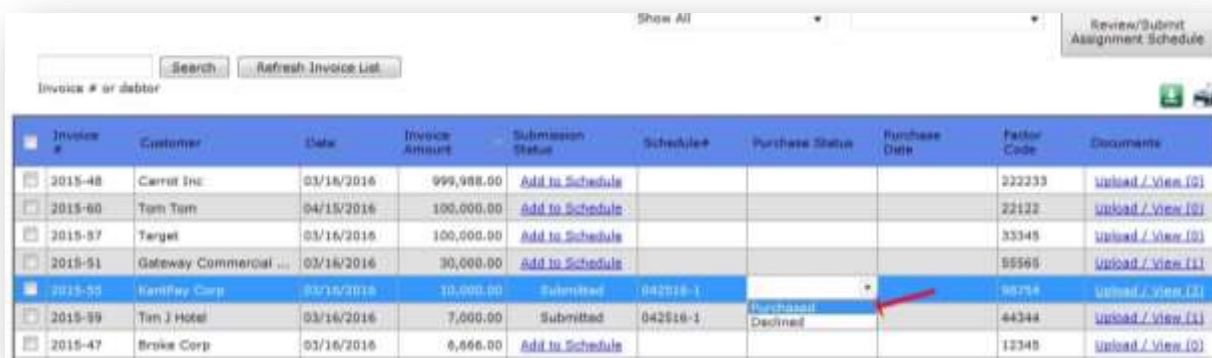 Show All
Review/Submit
Assignment Schedule
Search Refresh Invoice List
Invoice # or debtor
Invoice # Customer Date Invoice Amount Submission Status Schedule# Purchase Status Purchase Date Factor Code Documents
2015-48 Carrot Inc 03/16/2016 999,988.00 Add to Schedule 222233 Upload / View (0)
2015-60 Tom Tom 04/15/2016 100,000.00 Add to Schedule 22122 Upload / View (0)
2015-57 Target 03/16/2016 100,000.00 Add to Schedule 33345 Upload / View (0)
2015-51 Gateway Commercial ... 03/16/2016 30,000.00 Add to Schedule 55565 Upload / View (1)
2015-55 Corp 03/16/2016 10,000.00 Submitted 042516-1 98754 Upload / View
Purchased
2015-59 Tim J Hotel 03/16/2016 7,000.00 Submitted 042516-1 Declined 44344 Upload / View (1)
2015-47 Broke Corp 03/16/2016 6,666.00 Add to Schedule 12345 Upload / View (0)